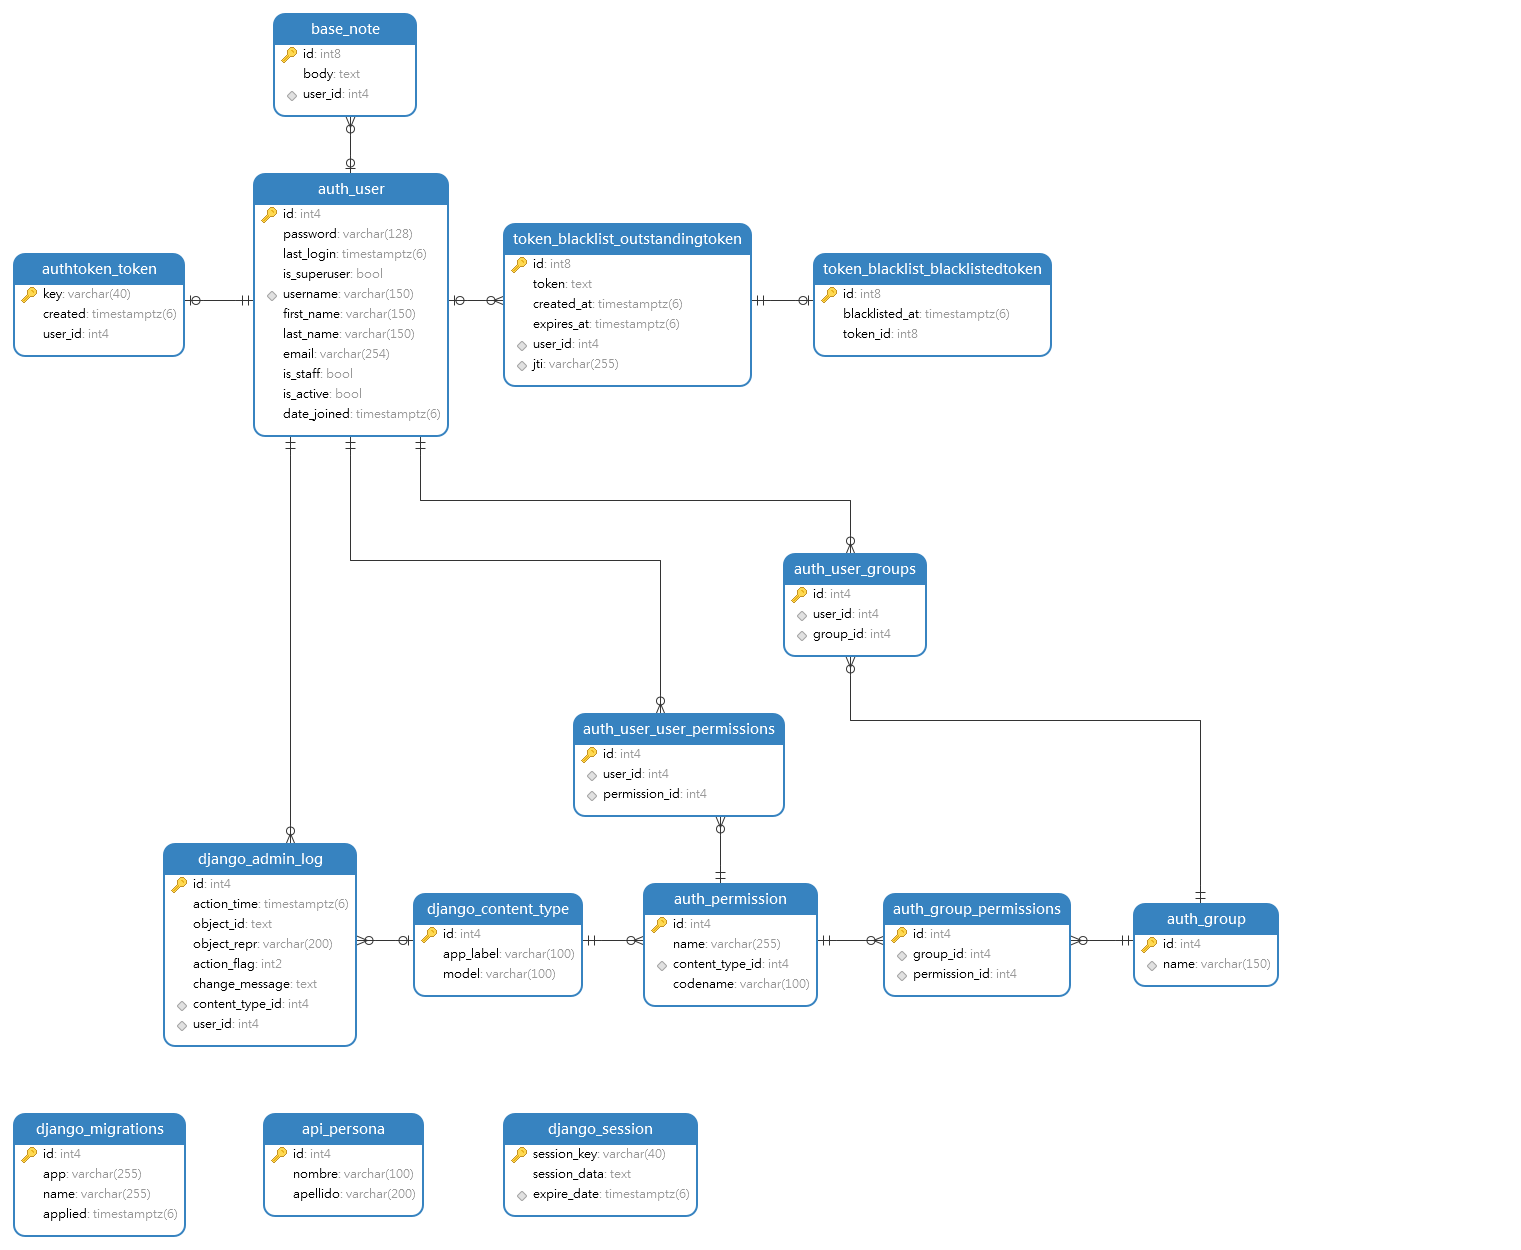 base_note
id: int8
body: text
user_id: int4
auth_user
id: int4
password: varchar(128)
last_login: timestamptz(6)
is_superuser: bool
username: varchar(150)
first_name: varchar(150)
last_name: varchar(150)
email: varchar(254)
is_staff: bool
is_active: bool
date_joined: timestamptz(6)
authtoken_token
key: varchar(40)
created: timestamptz(6)
user_id: int4
token_blacklist_outstandingtoken
id: int8
token: text
created_at: timestamptz(6)
expires_at: timestamptz(6)
user_id: int4
jti: varchar(255)
token_blacklist_blacklistedtoken
id: int8
blacklisted_at: timestamptz(6)
token_id: int8
auth_user_groups
id: int4
user_id: int4
group_id: int4
auth_user_user_permissions
id: int4
user_id: int4
permission_id: int4
django_admin_log
id: int4
action_time: timestamptz(6)
object_id: text
object_repr: varchar(200)
action_flag: int2
change_message: text
content_type_id: int4
user_id: int4
django_content_type
id: int4
app_label: varchar(100)
model: varchar(100)
auth_permission
id: int4
name: varchar(255)
content_type_id: int4
codename: varchar(100)
auth_group_permissions
id: int4
group_id: int4
permission_id: int4
auth_group
id: int4
name: varchar(150)
django_migrations
id: int4
app: varchar(255)
name: varchar(255)
applied: timestamptz(6)
api_persona
id: int4
nombre: varchar(100)
apellido: varchar(200)
django_session
session_key: varchar(40)
session_data: text
expire_date: timestamptz(6)